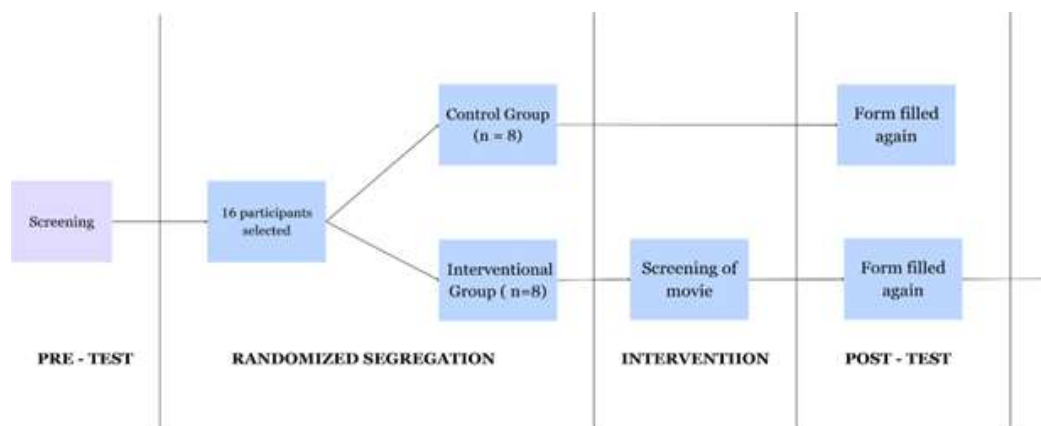 Control Group
(n = 8)
Form filled
again
Screening
16 participants
selected
Interventional
Group ( n=8)
Screening of
movie
Form filled
again
PRE - TEST
RANDOMIZED SEGREGATION
INTERVENTIION
POST - TEST